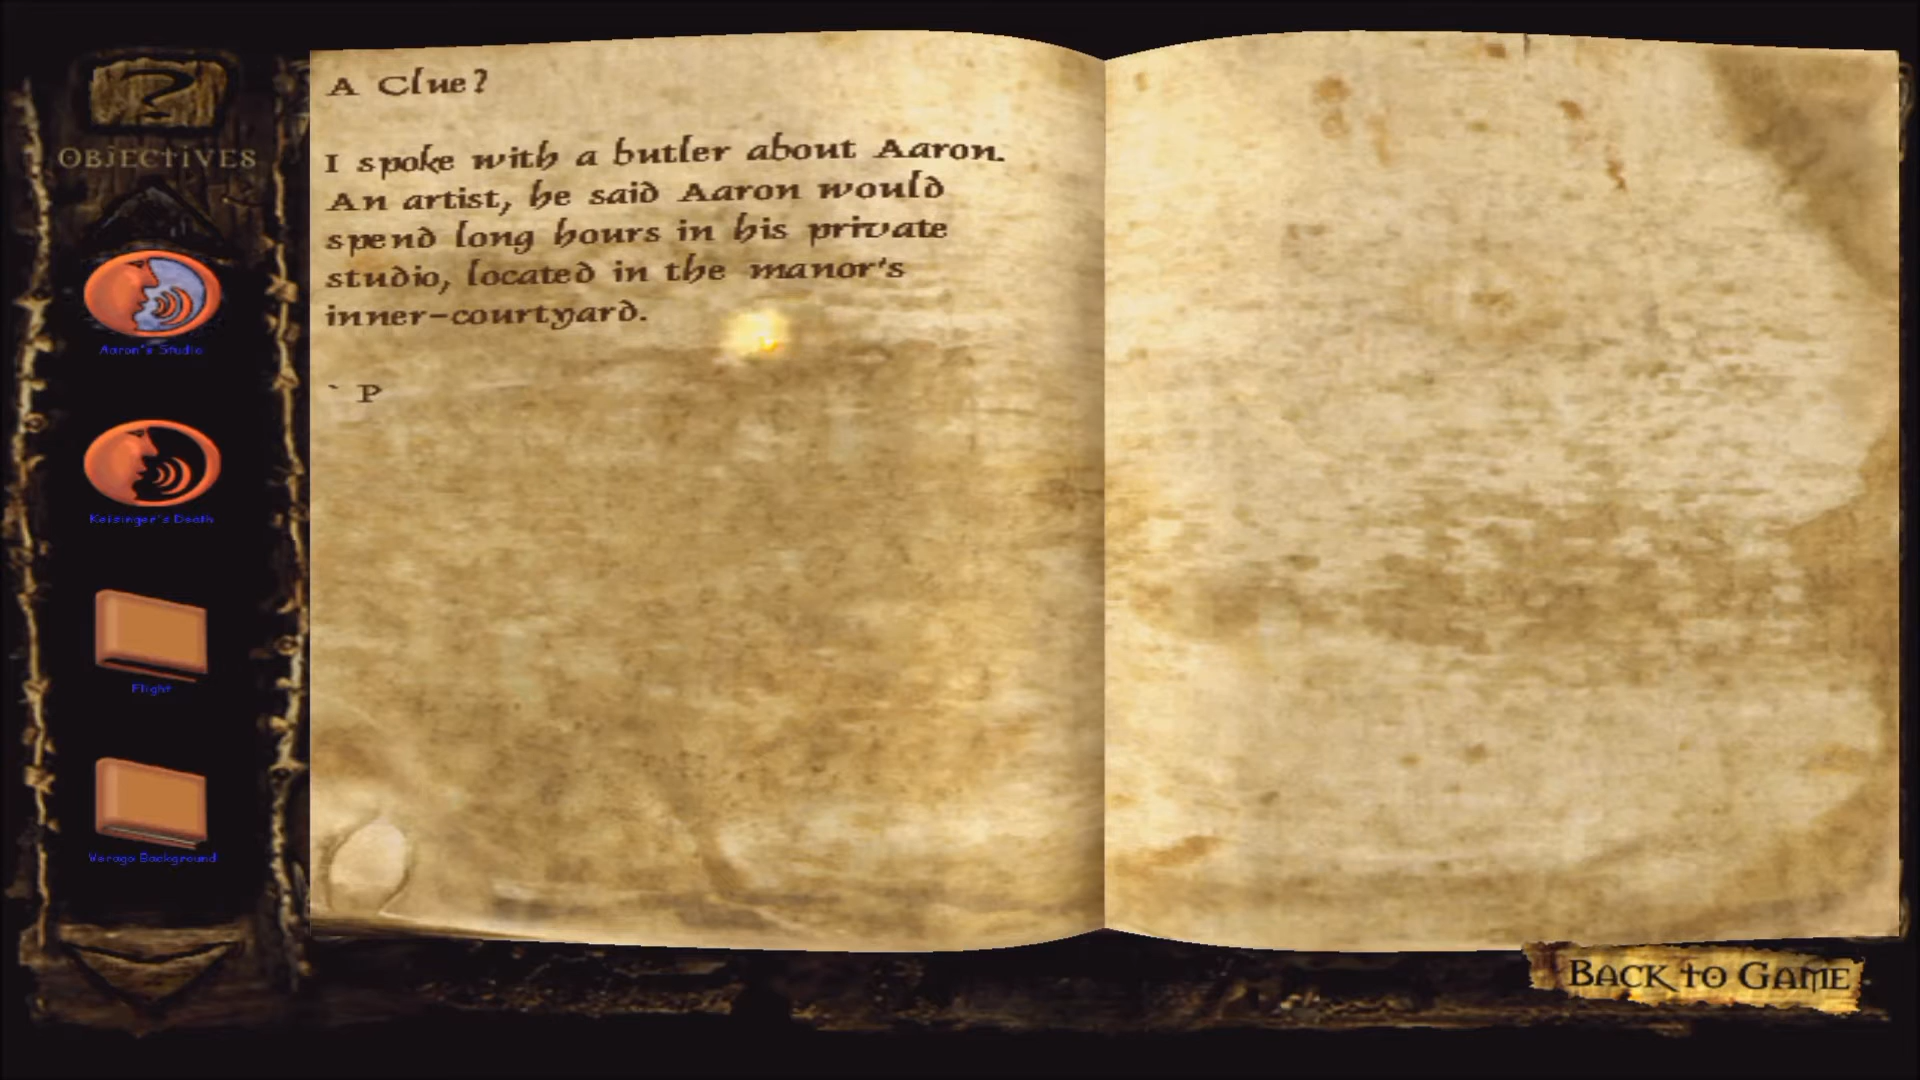 ?
OBJECTIVES
Aaron's Studio
Keisinger's Death
Flight
Verago Background
A Clue?
I spoke with a butler about Aaron.
An artist, he said Aaron would
spend long hours in his private
studio, located in the manor's
inner-courtyard.
` P
BACK TO GAME